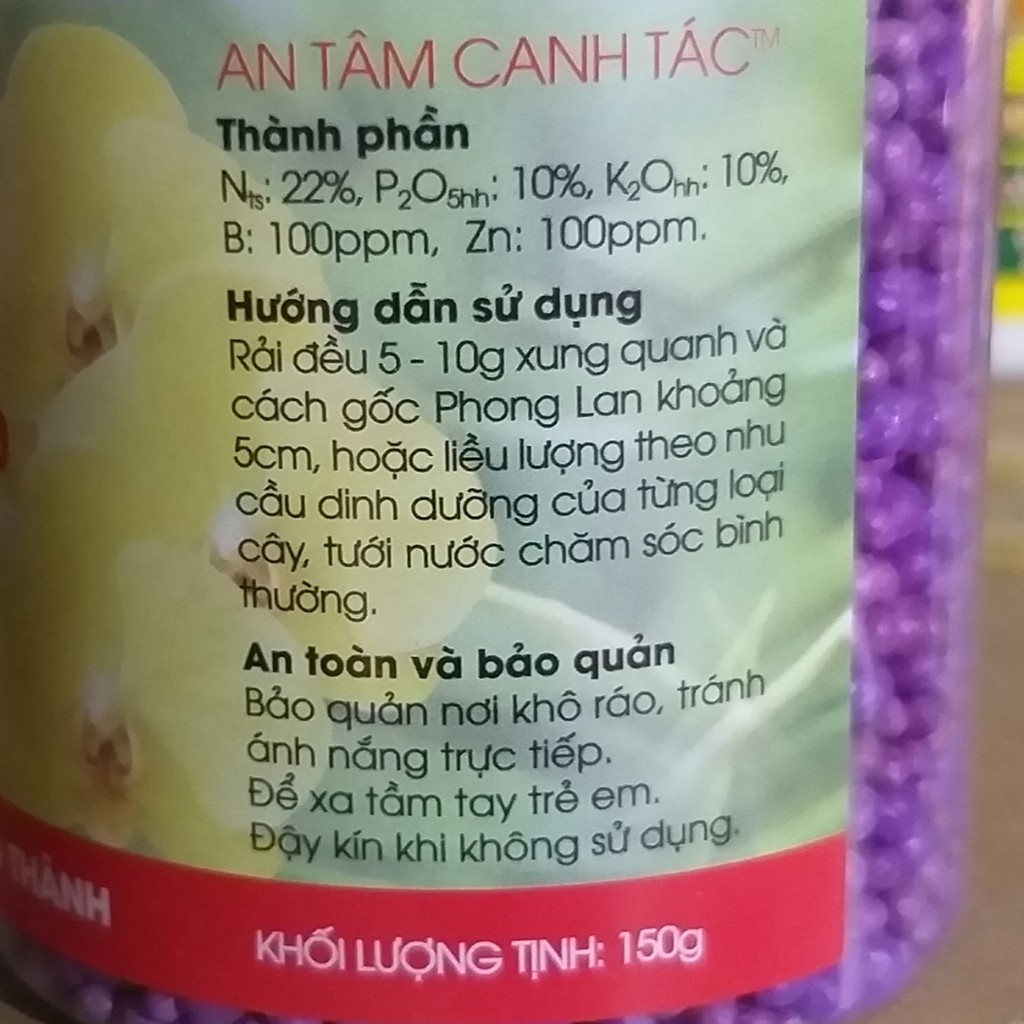 AN TÂM CANH TÁC™
Thành phần
Nts: 22%, P2O5hh: 10%, K2Ohh: 10%,
B: 100ppm, Zn: 100ppm.
Hướng dẫn sử dụng
Rải đều 5 - 10g xung quanh và
cách gốc Phong Lan khoảng
5cm, hoặc liều lượng theo nhu
cầu dinh dưỡng của từng loại
cây, tưới nước chăm sóc bình
thường.
An toàn và bảo quản
Bảo quản nơi khô ráo, tránh
ánh nắng trực tiếp.
Để xa tầm tay trẻ em.
Đậy kín khi không sử dụng.
THÀNH
KHỐI LƯỢNG TỊNH: 150g